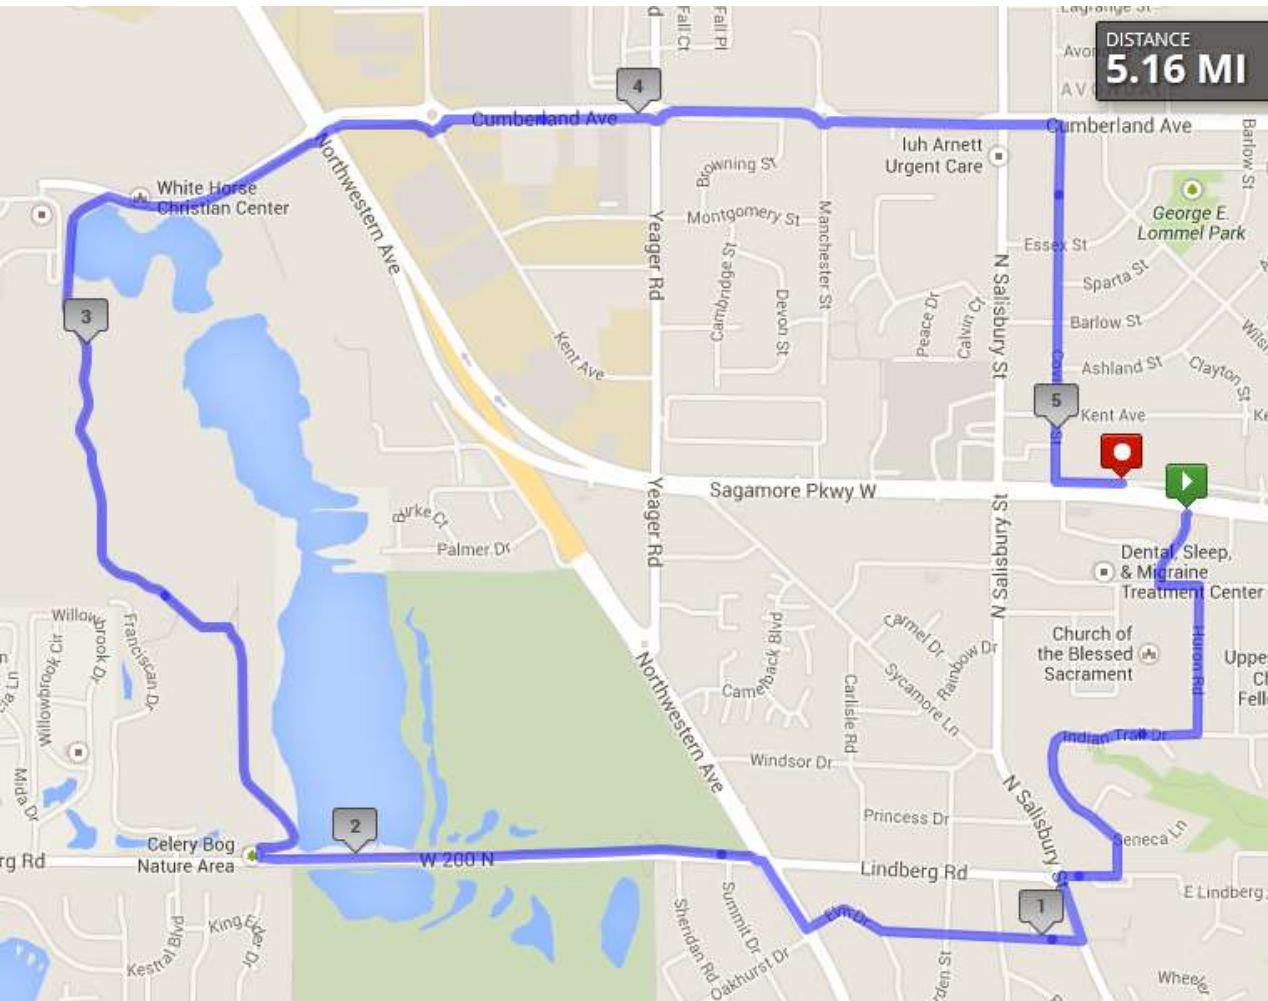 Lagrange St
DISTANCE
5.16 MI
Fall Ct
Fall Pl
4
Cumberland Ave
Cumberland Ave
Iuh Arnett
Urgent Care
Barlow St
Browning St
White Horse
Christian Center
Northwestern Ave
Montgomery St
Manchester St
Yeager Rd
George E.
Lommel Park
Essex St
Sparta St
N Salisbury St
Cambridge St
Devon St
Peace Dr
Calvin Ct
Barlow St
3
Kent Ave
Ashland St
Clayton St
5
Kent Ave
Sagamore Pkwy W
Yeager Rd
N Salisbury St
Burke Ct
Palmer Dr
Dental, Sleep,
& Migraine
Treatment Center
Willowbrook Dr
Willowbrook Cir
Franciscan Dr
Camelback Blvd
Carmel Dr
Rainbow Dr
Sycamore Ln
Church of
the Blessed
Sacrament
Huron Rd
Northwestern Ave
Carlisle Rd
Indian Trail Dr
Windsor Dr
Mida Dr
N Salisbury St
Princess Dr
Seneca Ln
2
Celery Bog
Nature Area
W 200 N
Lindberg Rd
E Lindberg
1
Elm Dr
Summit Dr
Sheridan Rd
Oakhurst Dr
King Eider Dr
Kestral Blvd
Wheeler